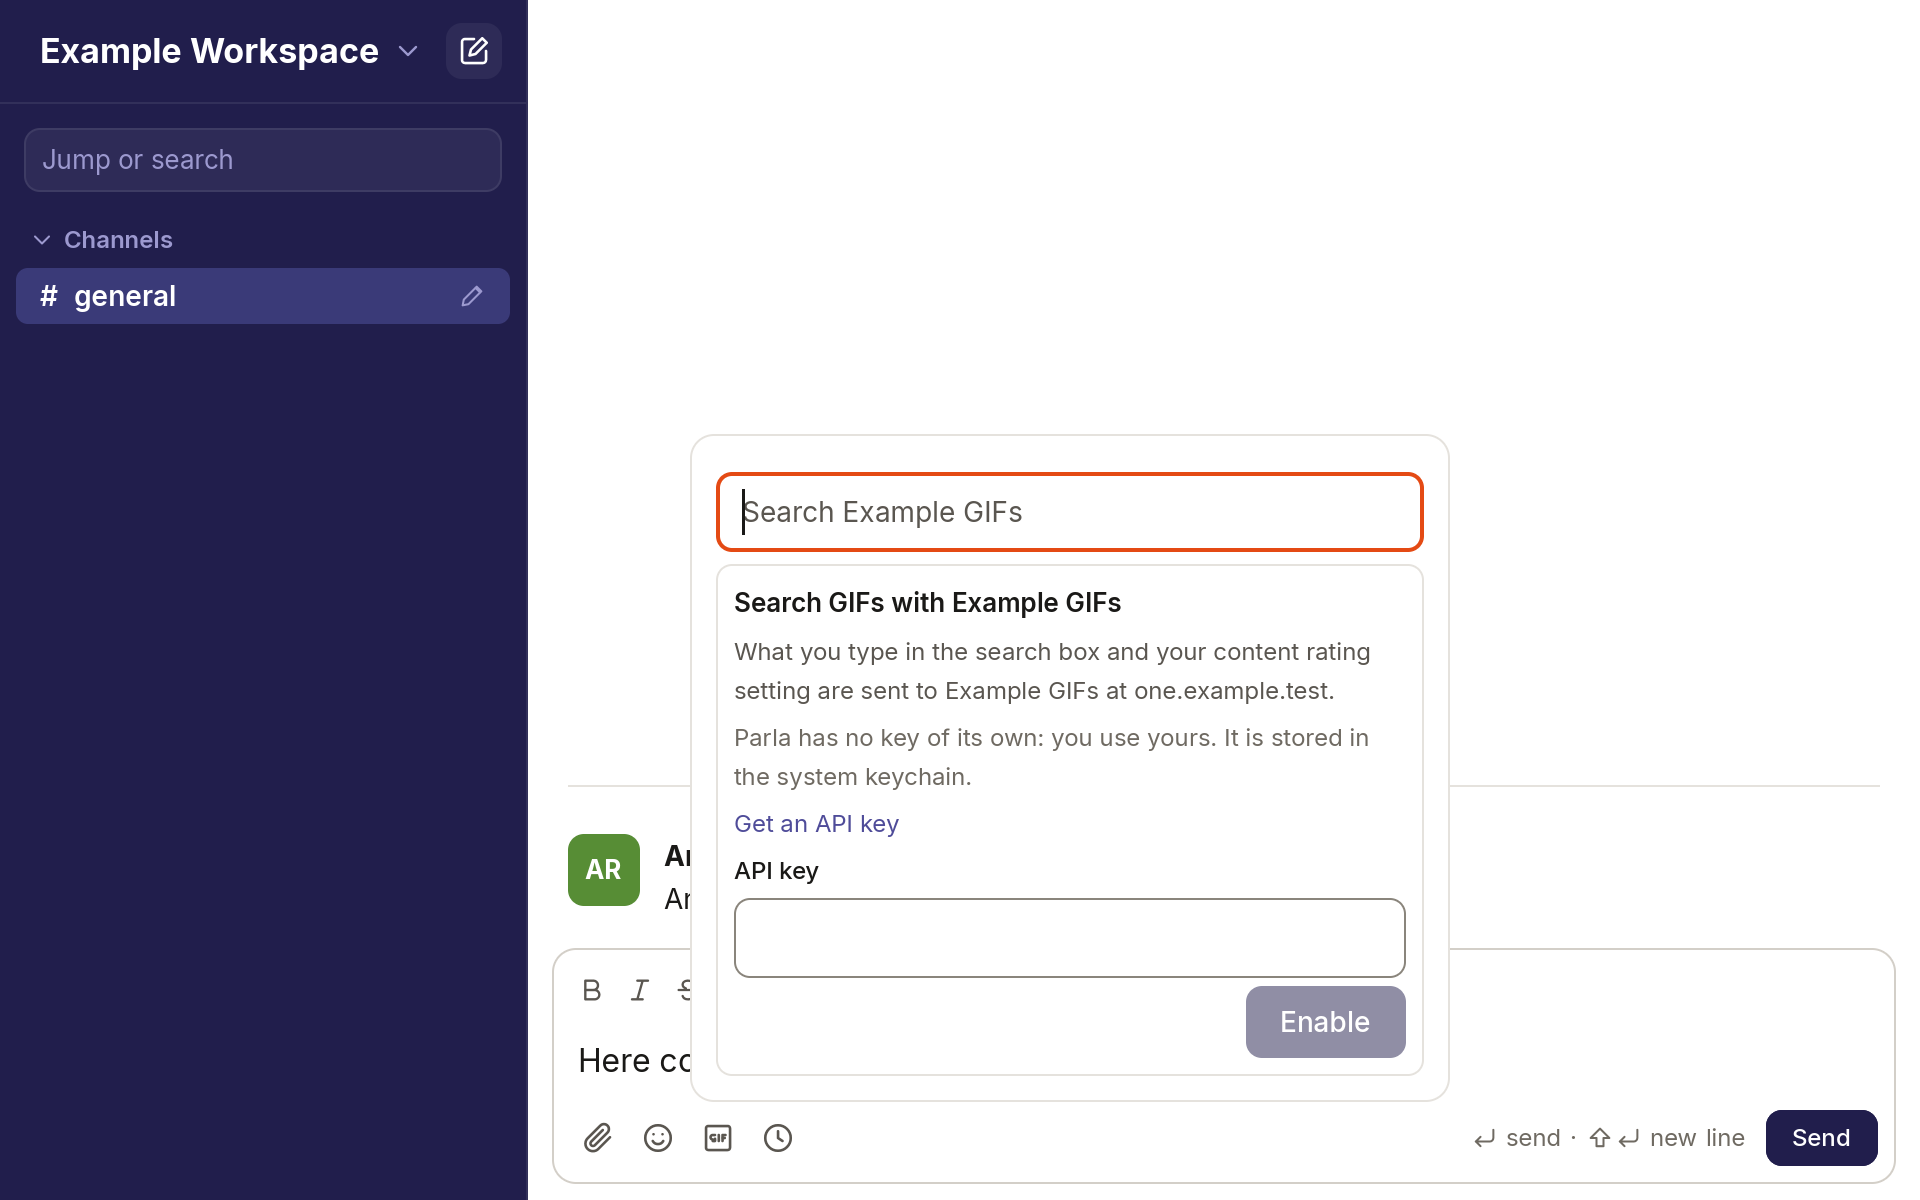 Example Workspace
Jump or search
Channels
# general
Search Example GIFs
Search GIFs with Example GIFs
What you type in the search box and your content rating
setting are sent to Example GIFs at one.example.test.
Parla has no key of its own: you use yours. It is stored in
the system keychain.
Get an API key
API key
AR
Enable
Here
GIF
send · new line
Send